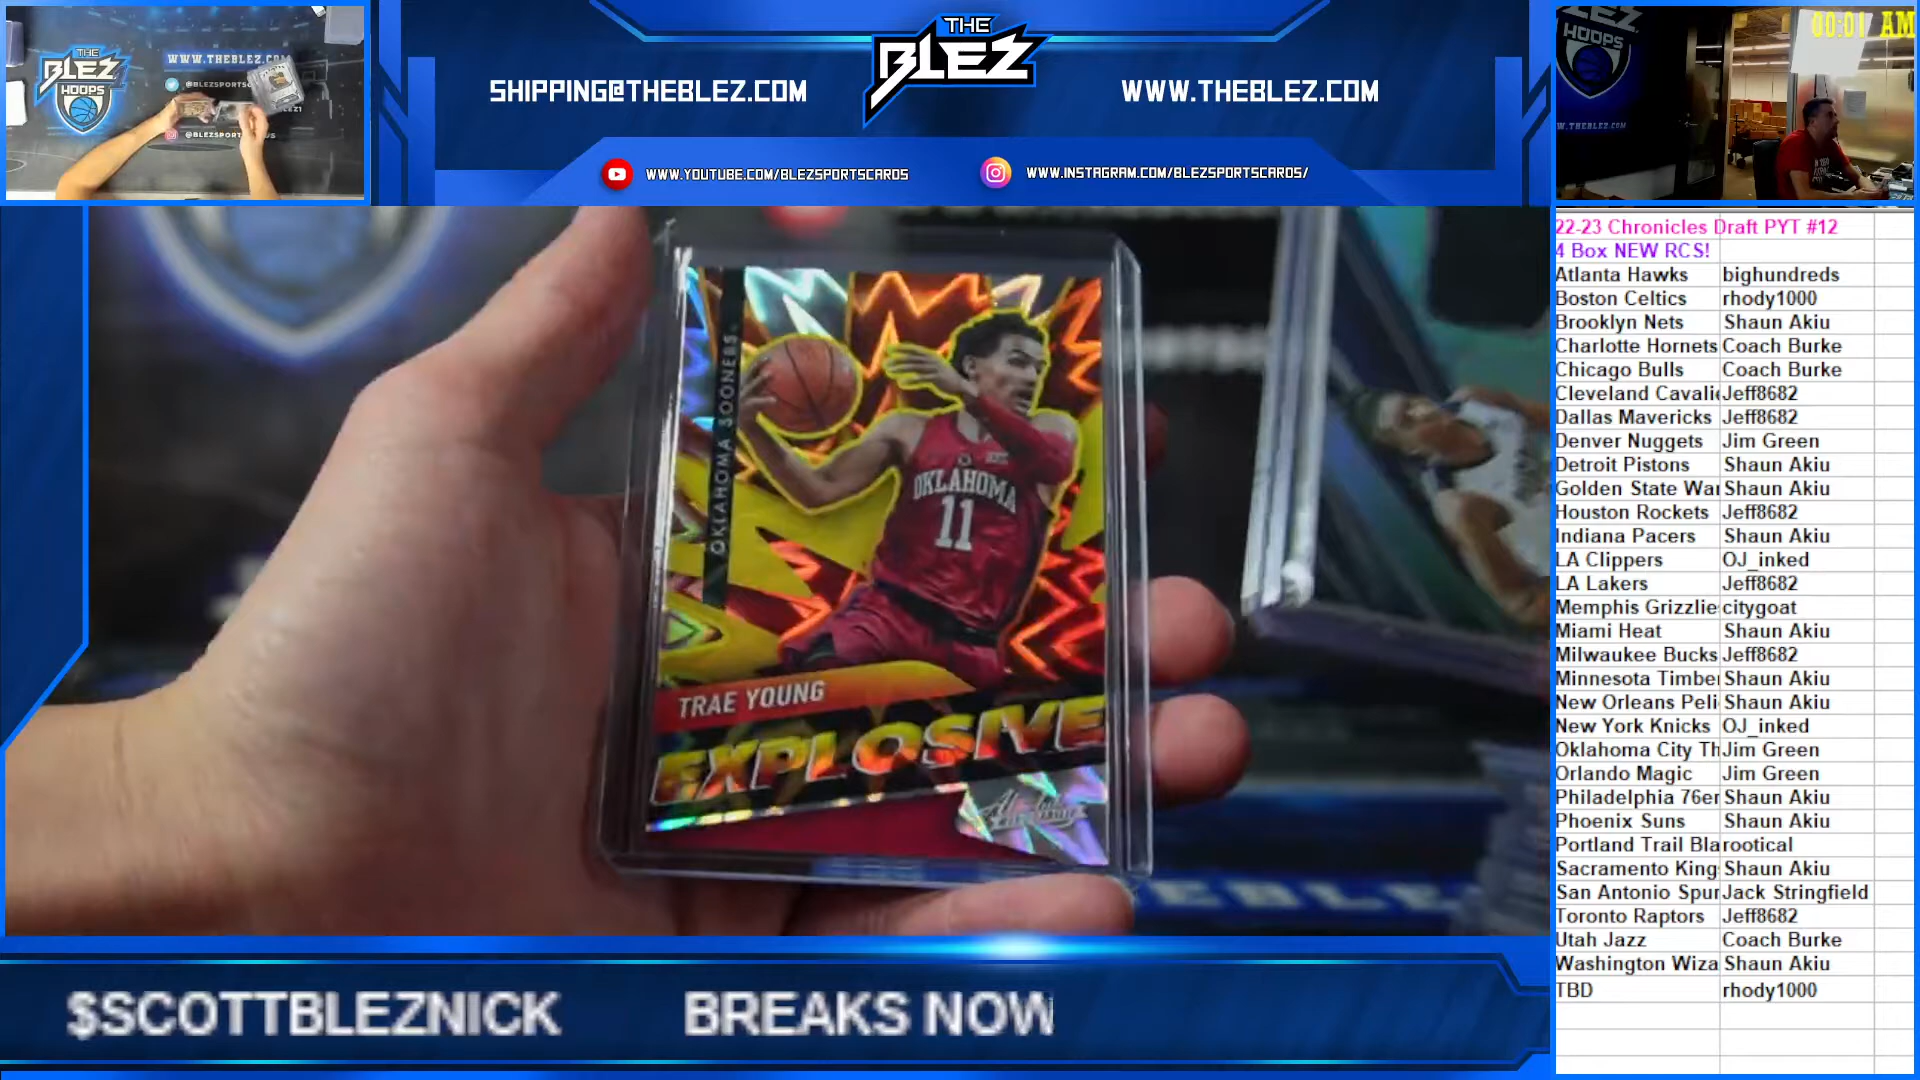 THE
BLEZ
HOOPS
WWW.THEBLEZ.COM
@BLEZSPORTS
THE
BLEZ
SHIPPING@THEBLEZ.COM
WWW.THEBLEZ.COM
WWW.YOUTUBE.COM/BLEZSPORTSCARDS
WWW.INSTAGRAM.COM/BLEZSPORTSCARDS/
HOOPS
W.THEBLEZ.COM
00:01 AM
OKLAHOMA SOONERS
OKLAHOMA
11
TRAE YOUNG
EXPLOSIVE
Absolute
$SCOTTBLEZNICK BREAKS NOW
22-23 Chronicles Draft PYT #12
4 Box NEW RCS!
Atlanta Hawks bighundreds
Boston Celtics rhody1000
Brooklyn Nets Shaun Akiu
Charlotte Hornets Coach Burke
Chicago Bulls Coach Burke
Cleveland Cavalie Jeff8682
Dallas Mavericks Jeff8682
Denver Nuggets Jim Green
Detroit Pistons Shaun Akiu
Golden State War Shaun Akiu
Houston Rockets Jeff8682
Indiana Pacers Shaun Akiu
LA Clippers OJ_inked
LA Lakers Jeff8682
Memphis Grizzlie citygoat
Miami Heat Shaun Akiu
Milwaukee Bucks Jeff8682
Minnesota Timber Shaun Akiu
New Orleans Peli Shaun Akiu
New York Knicks OJ_inked
Oklahoma City Th Jim Green
Orlando Magic Jim Green
Philadelphia 76er Shaun Akiu
Phoenix Suns Shaun Akiu
Portland Trail Bla rootical
Sacramento King Shaun Akiu
San Antonio Spur Jack Stringfield
Toronto Raptors Jeff8682
Utah Jazz Coach Burke
Washington Wiza Shaun Akiu
TBD rhody1000